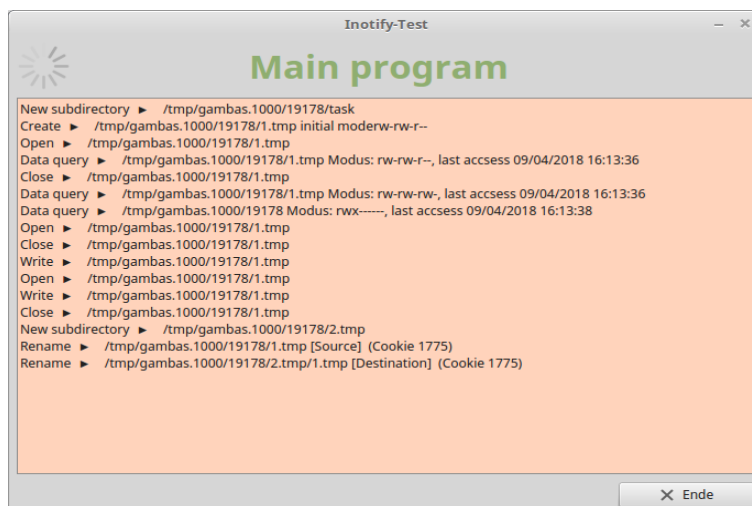 Inotify-Test
Main program
New subdirectory ► /tmp/gambas.1000/19178/task
Create ► /tmp/gambas.1000/19178/1.tmp initial moderw-rw-r--
Open ► /tmp/gambas.1000/19178/1.tmp
Data query ► /tmp/gambas.1000/19178/1.tmp Modus: rw-rw-r--, last accsess 09/04/2018 16:13:36
Close ► /tmp/gambas.1000/19178/1.tmp
Data query ► /tmp/gambas.1000/19178/1.tmp Modus: rw-rw-rw-, last accsess 09/04/2018 16:13:36
Data query ► /tmp/gambas.1000/19178 Modus: rwx------, last accsess 09/04/2018 16:13:38
Open ► /tmp/gambas.1000/19178/1.tmp
Close ► /tmp/gambas.1000/19178/1.tmp
Write ► /tmp/gambas.1000/19178/1.tmp
Open ► /tmp/gambas.1000/19178/1.tmp
Write ► /tmp/gambas.1000/19178/1.tmp
Close ► /tmp/gambas.1000/19178/1.tmp
New subdirectory ► /tmp/gambas.1000/19178/2.tmp
Rename ► /tmp/gambas.1000/19178/1.tmp [Source] (Cookie 1775)
Rename ► /tmp/gambas.1000/19178/2.tmp/1.tmp [Destination] (Cookie 1775)
Ende